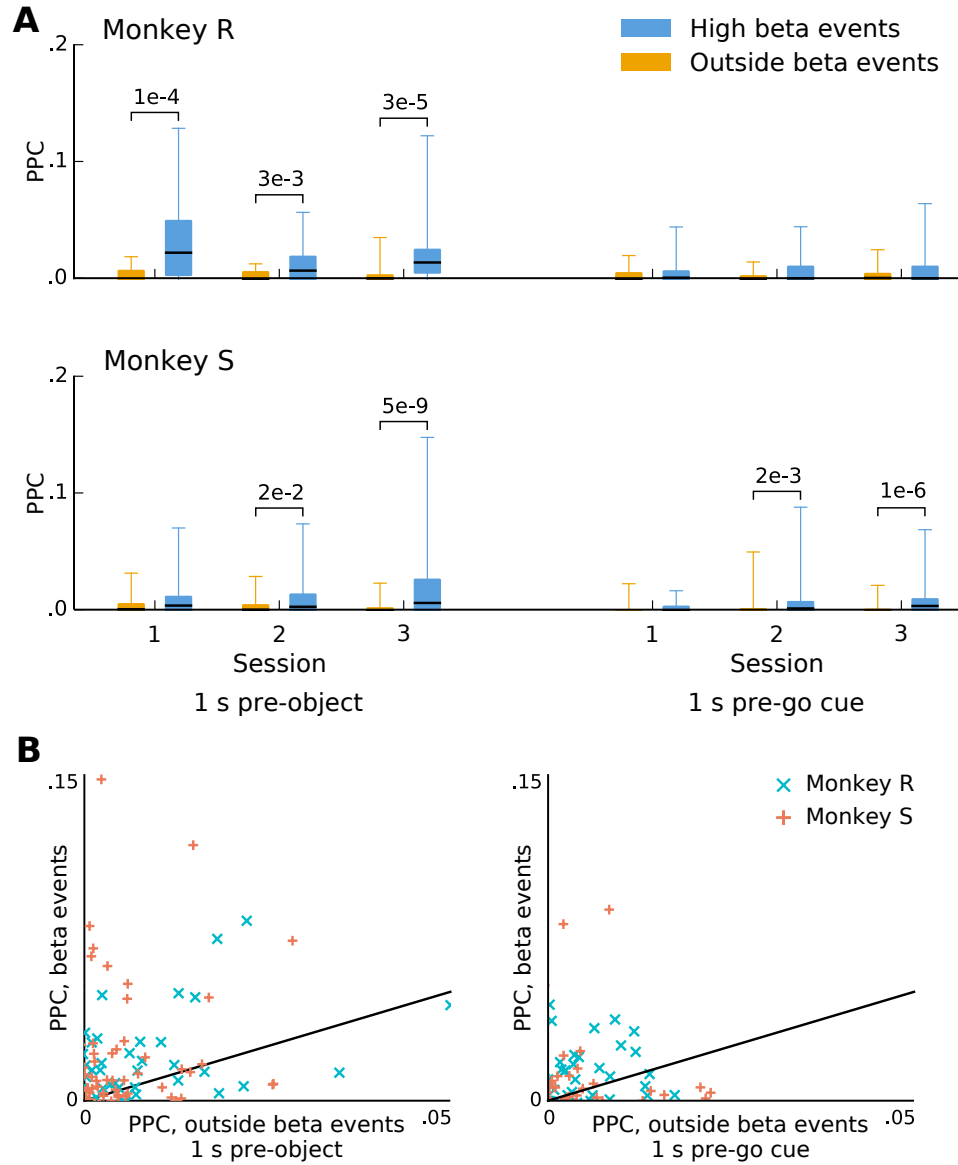 A
Monkey R
High beta events
Outside beta events
.2
.1
.0
PPC
1e-4
3e-3
3e-5
Monkey S
.2
.1
.0
PPC
2e-2
5e-9
2e-3
1e-6
1 2 3 1 2 3
Session Session
1 s pre-object 1 s pre-go cue
B
.15 .15
Monkey R
Monkey S
PPC, beta events PPC, beta events
0 0
0 .05 0 .05
PPC, outside beta events PPC, outside beta events
1 s pre-object 1 s pre-go cue